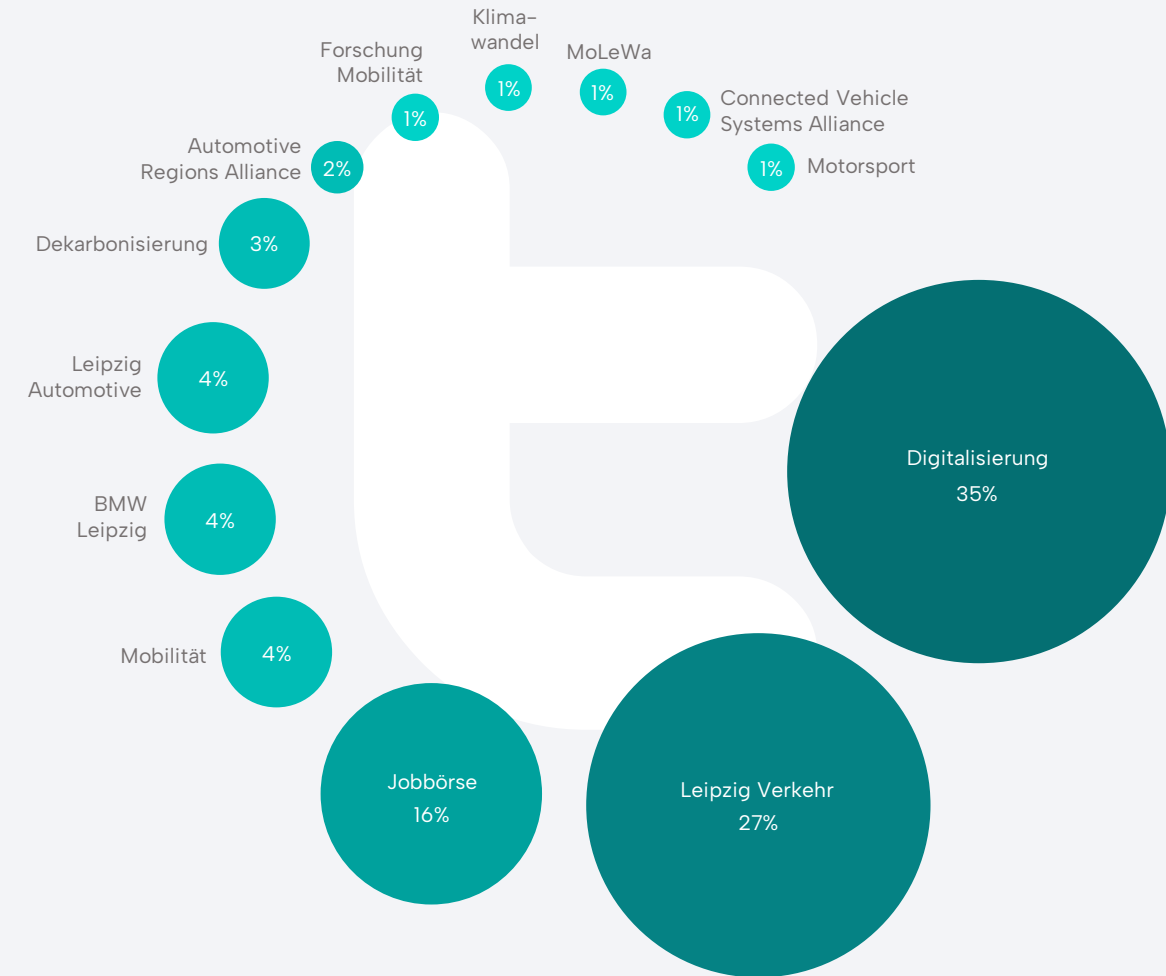 Klima-
wandel
1%
MoLeWa
1%
Forschung
Mobilität
1%
Connected Vehicle
Systems Alliance
1%
Motorsport
1%
Automotive
Regions Alliance
2%
Dekarbonisierung
3%
Leipzig
Automotive
4%
BMW
Leipzig
4%
Mobilität
4%
Jobbörse
16%
Leipzig Verkehr
27%
Digitalisierung
35%